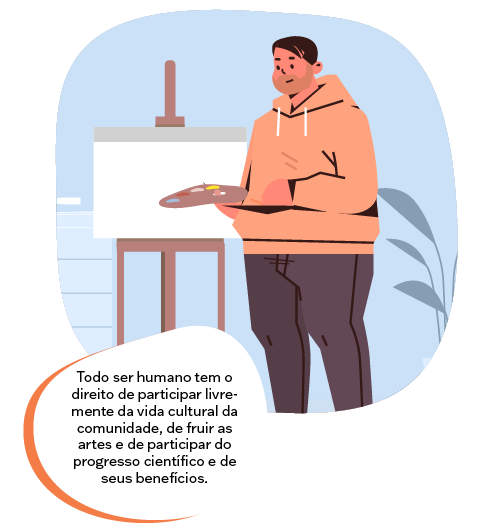 Todo ser humano tem o
direito de participar livre-
mente da vida cultural da
comunidade, de fruir as
artes e de participar do
progresso científico e de
seus benefícios.